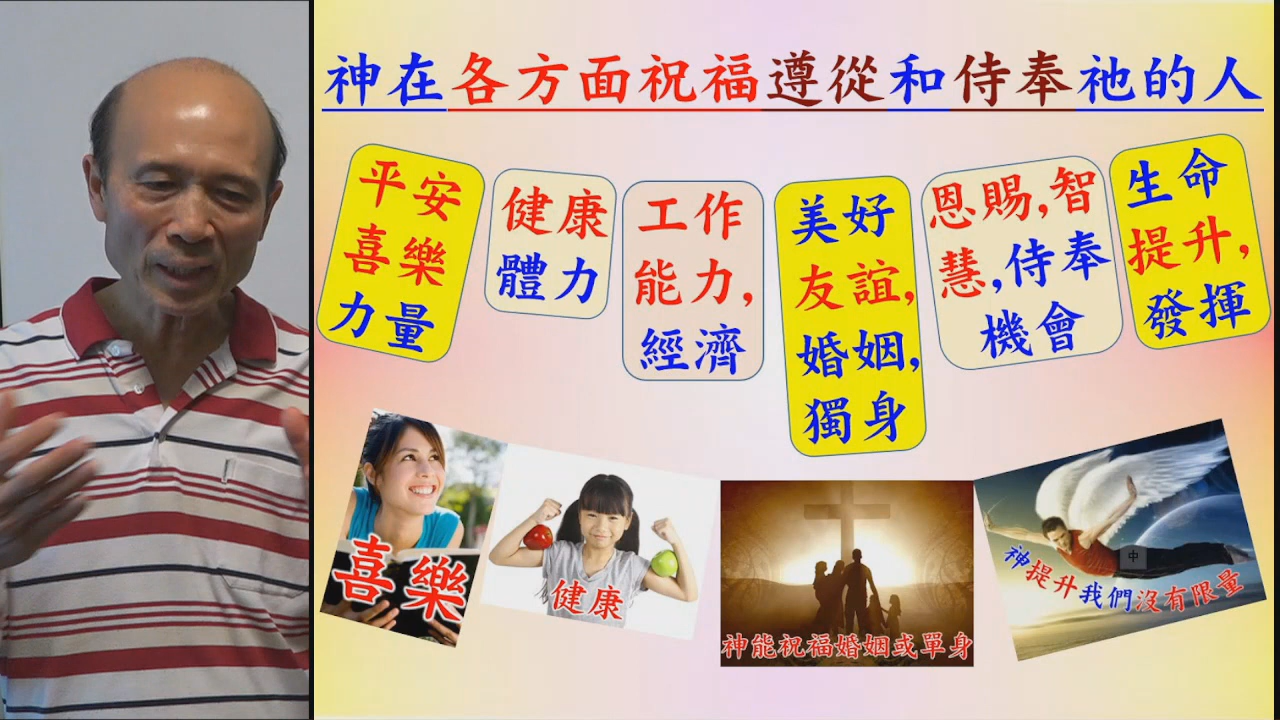 神在各方面祝福遵從和侍奉祂的人
平安
喜樂
力量
健康
體力
工作
能力,
經濟
美好
友誼,
婚姻,
獨身
恩賜,智
慧,侍奉
機會
生命
提升,
發揮
喜樂
健康
神能祝福婚姻或單身
神提升我們沒有限量
中